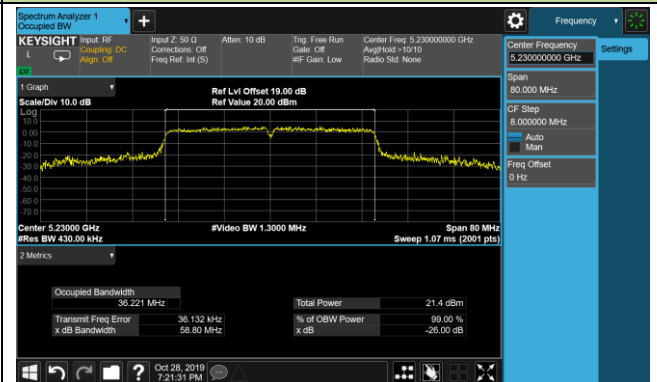 Spectrum Analyzer 1
Occupied BW
Frequency
KEYSIGHT
L
Input: RF
Coupling: DC
Align: Off
Input Z: 50 Ω
Corrections: Off
Freq Ref: Int (S)
Atten: 10 dB
Trig: Free Run
Gate: Off
#IF Gain: Low
Center Freq: 5.230000000 GHz
Avg|Hold:>10/10
Radio Std: None
Center Frequency
5.230000000 GHz
Settings
Span
80.000 MHz
CF Step
8.000000 MHz
Auto
Man
Freq Offset
0 Hz
1 Graph
Scale/Div 10.0 dB
Ref Lvl Offset 19.00 dB
Ref Value 20.00 dBm
Log
10.0
0.00
-10.0
-20.0
-30.0
-40.0
-50.0
-60.0
-70.0
Center 5.23000 GHz
#Res BW 430.00 kHz
#Video BW 1.3000 MHz
Span 80 MHz
Sweep 1.07 ms (2001 pts)
2 Metrics
Occupied Bandwidth
36.221 MHz
Total Power 21.4 dBm
Transmit Freq Error 36.132 kHz
% of OBW Power 99.00 %
x dB Bandwidth 58.80 MHz
x dB -26.00 dB
Oct 28, 2019
7:21:31 PM